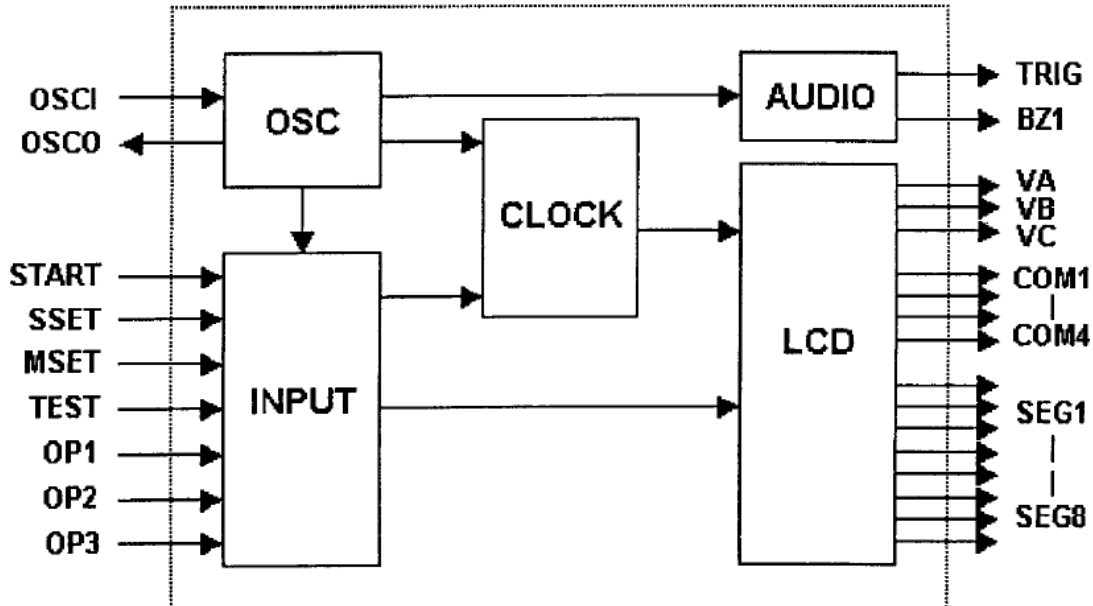 OSCI
OSCO
START
SSET
MSET
TEST
OP1
OP2
OP3
OSC
INPUT
CLOCK
AUDIO
LCD
TRIG
BZ1
VA
VB
VC
COM1
COM4
SEG1
SEG8